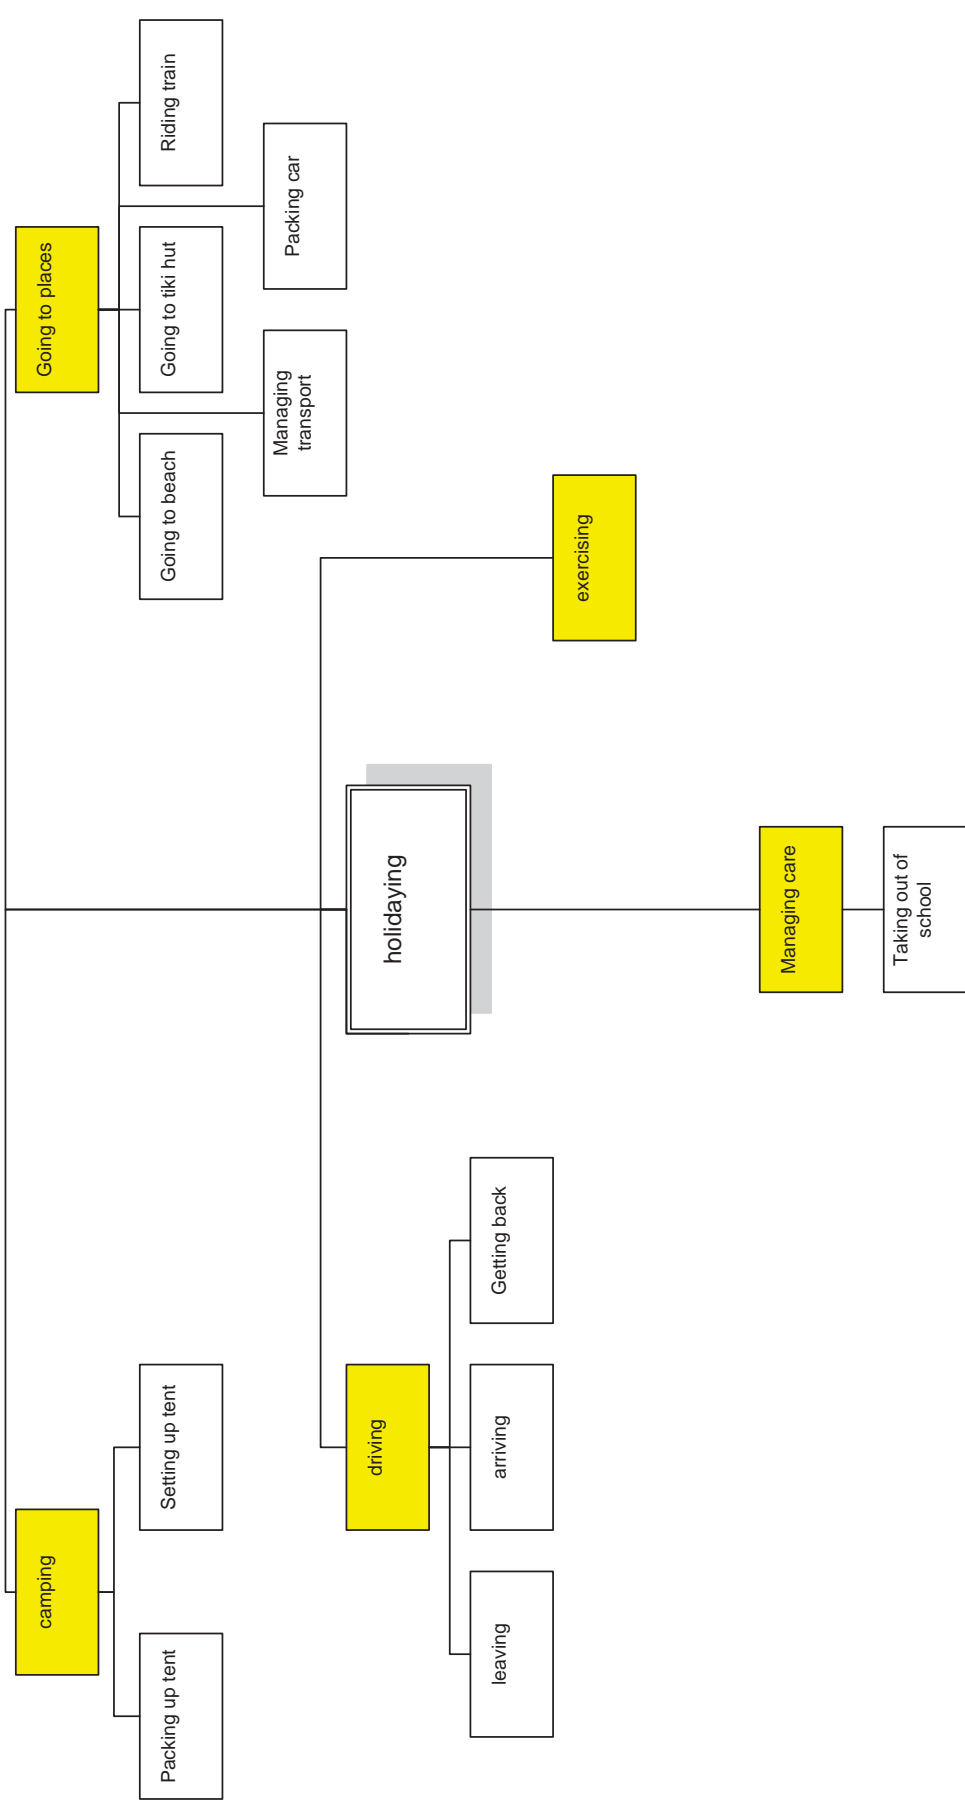 camping
Going to places
Packing up tent
Setting up tent
Going to beach
Going to tiki hut
Riding train
Managing
transport
Packing car
holidaying
driving
leaving
arriving
Getting back
exercising
Managing care
Taking out of
school